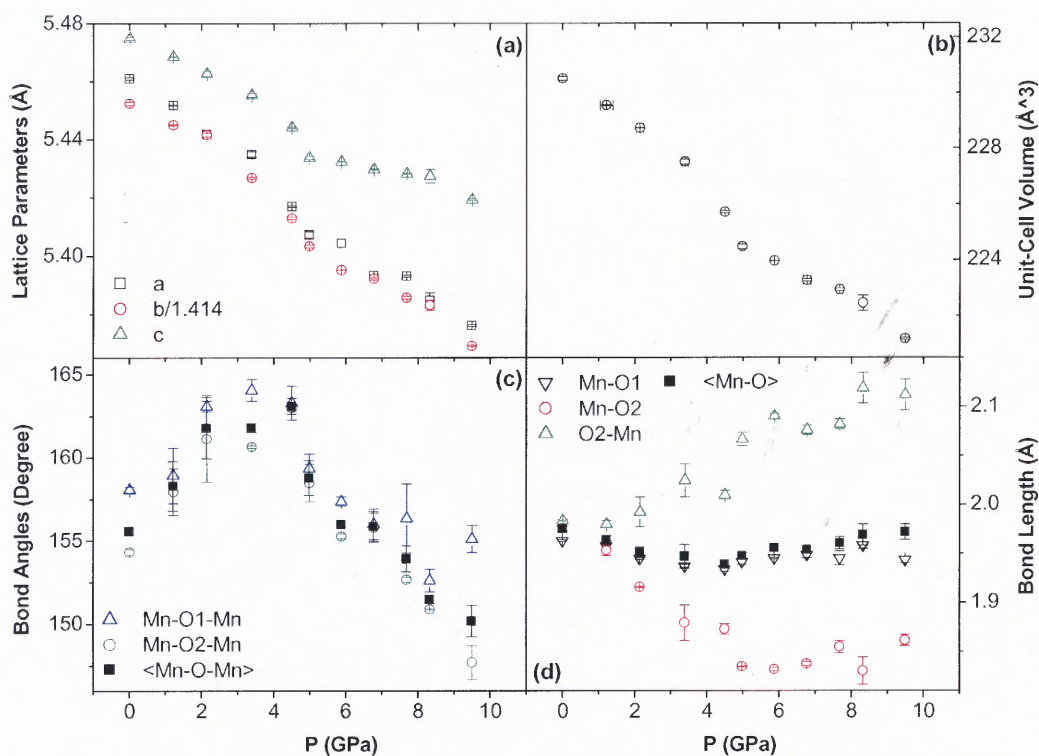 (a)
5.48
5.44
5.40
Lattice Parameters (Å)
a
b/1.414
c
(b)
232
228
224
Unit-Cell Volume (Å^3)
(c)
165
160
155
150
Bond Angles (Degree)
Mn-O1-Mn
Mn-O2-Mn
<Mn-O-Mn>
0 2 4 6 8 10
P (GPa)
Mn-O1 <Mn-O>
Mn-O2
O2-Mn
2.1
2.0
1.9
Bond Length (Å)
(d)
0 2 4 6 8 10
P (GPa)